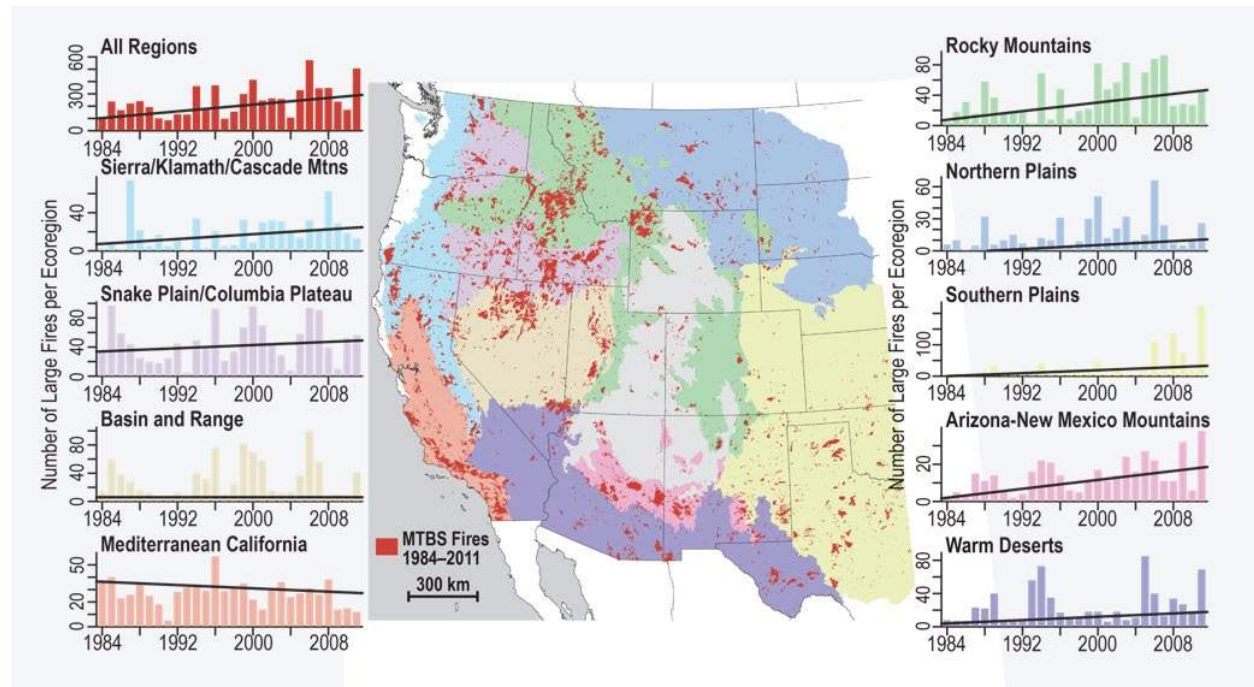 All Regions
600
300
0
1984 1992 2000 2008
Sierra/Klamath/Cascade Mtns
40
0
1984 1992 2000 2008
Snake Plain/Columbia Plateau
80
40
0
1984 1992 2000 2008
Basin and Range
80
40
0
1984 1992 2000 2008
Mediterranean California
50
20
0
1984 1992 2000 2008
Number of Large Fires per Ecoregion
MTBS Fires
1984–2011
300 km
Number of Large Fires per Ecoregion
Rocky Mountains
80
40
0
1984 1992 2000 2008
Northern Plains
60
30
0
1984 1992 2000 2008
Southern Plains
100
0
1984 1992 2000 2008
Arizona-New Mexico Mountains
20
0
1984 1992 2000 2008
Warm Deserts
80
40
0
1984 1992 2000 2008